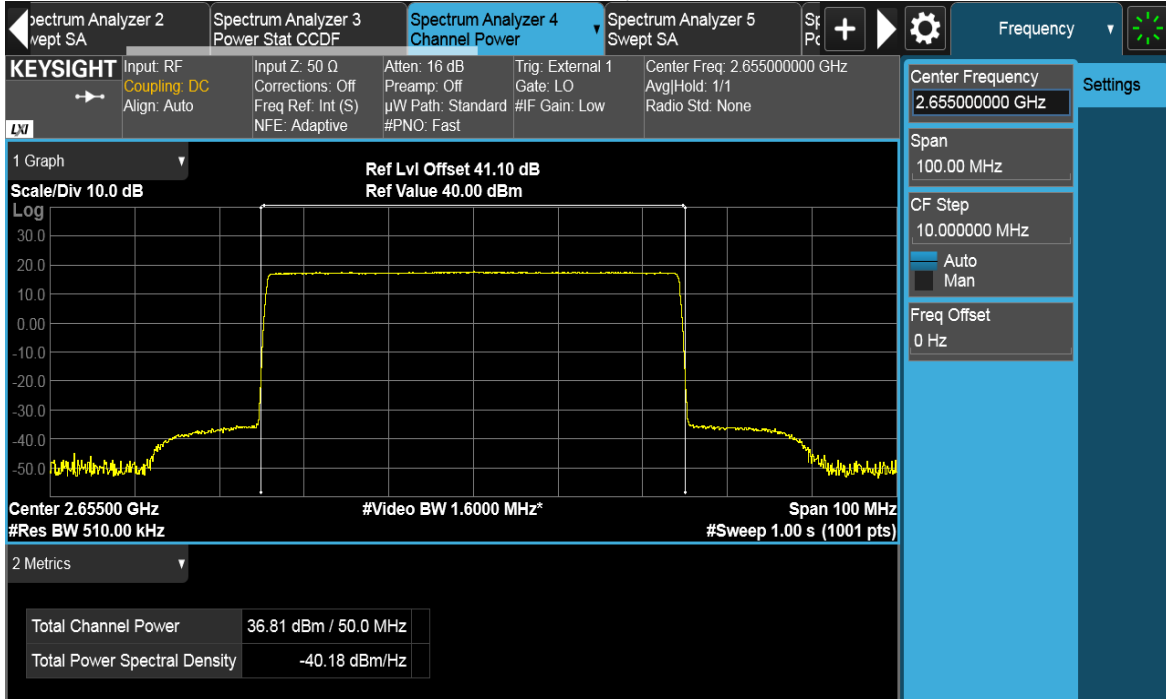 pectrum Analyzer 2
wept SA
Spectrum Analyzer 3
Power Stat CCDF
Spectrum Analyzer 4
Channel Power
Spectrum Analyzer 5
Swept SA
+
Frequency
KEYSIGHT
LXI
Input: RF
Coupling: DC
Align: Auto
Input Z: 50 Ω
Corrections: Off
Freq Ref: Int (S)
NFE: Adaptive
Atten: 16 dB
Preamp: Off
µW Path: Standard
#PNO: Fast
Trig: External 1
Gate: LO
#IF Gain: Low
Center Freq: 2.655000000 GHz
Avg|Hold: 1/1
Radio Std: None
Center Frequency
2.655000000 GHz
Settings
Span
100.00 MHz
CF Step
10.000000 MHz
Auto
Man
Freq Offset
0 Hz
1 Graph
Scale/Div 10.0 dB
Ref Lvl Offset 41.10 dB
Ref Value 40.00 dBm
Log
30.0
20.0
10.0
0.00
-10.0
-20.0
-30.0
-40.0
-50.0
Center 2.65500 GHz
#Video BW 1.6000 MHz*
Span 100 MHz
#Res BW 510.00 kHz
#Sweep 1.00 s (1001 pts)
2 Metrics
Total Channel Power 36.81 dBm / 50.0 MHz
Total Power Spectral Density -40.18 dBm/Hz